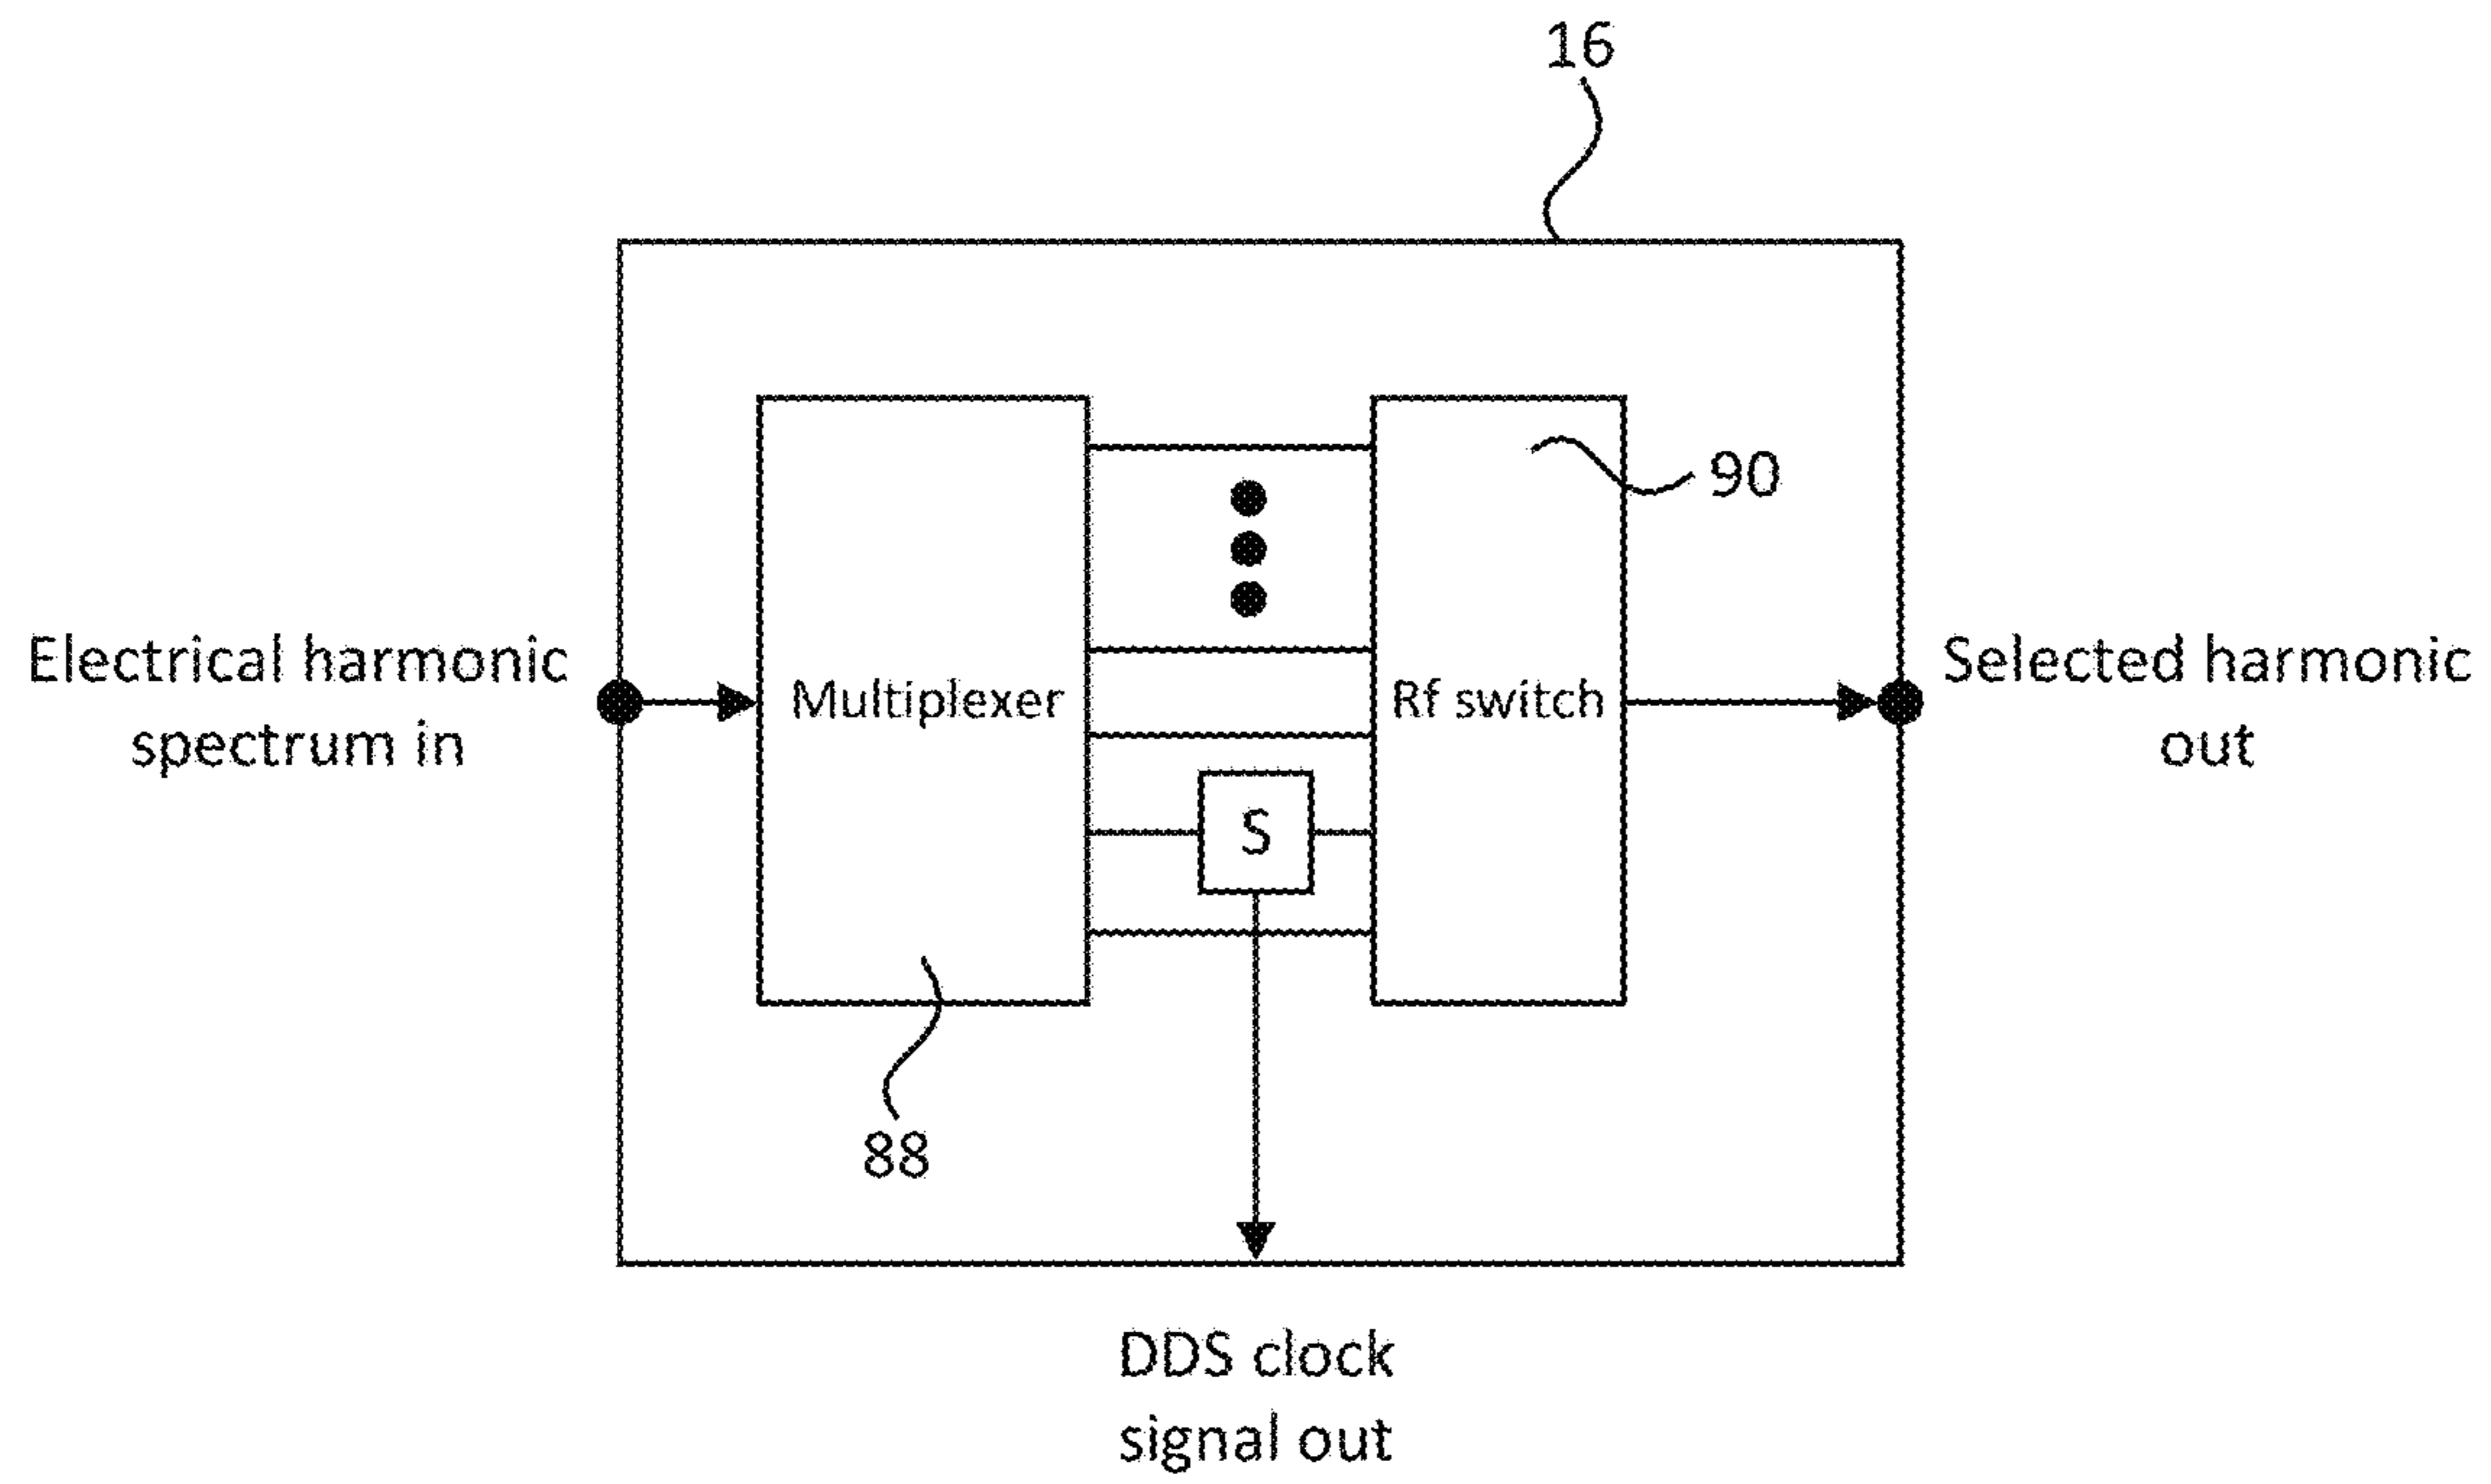 16
90
Electrical harmonic
spectrum in
Multiplexer
Rf switch
Selected harmonic
out
S
88
DDS clock
signal out